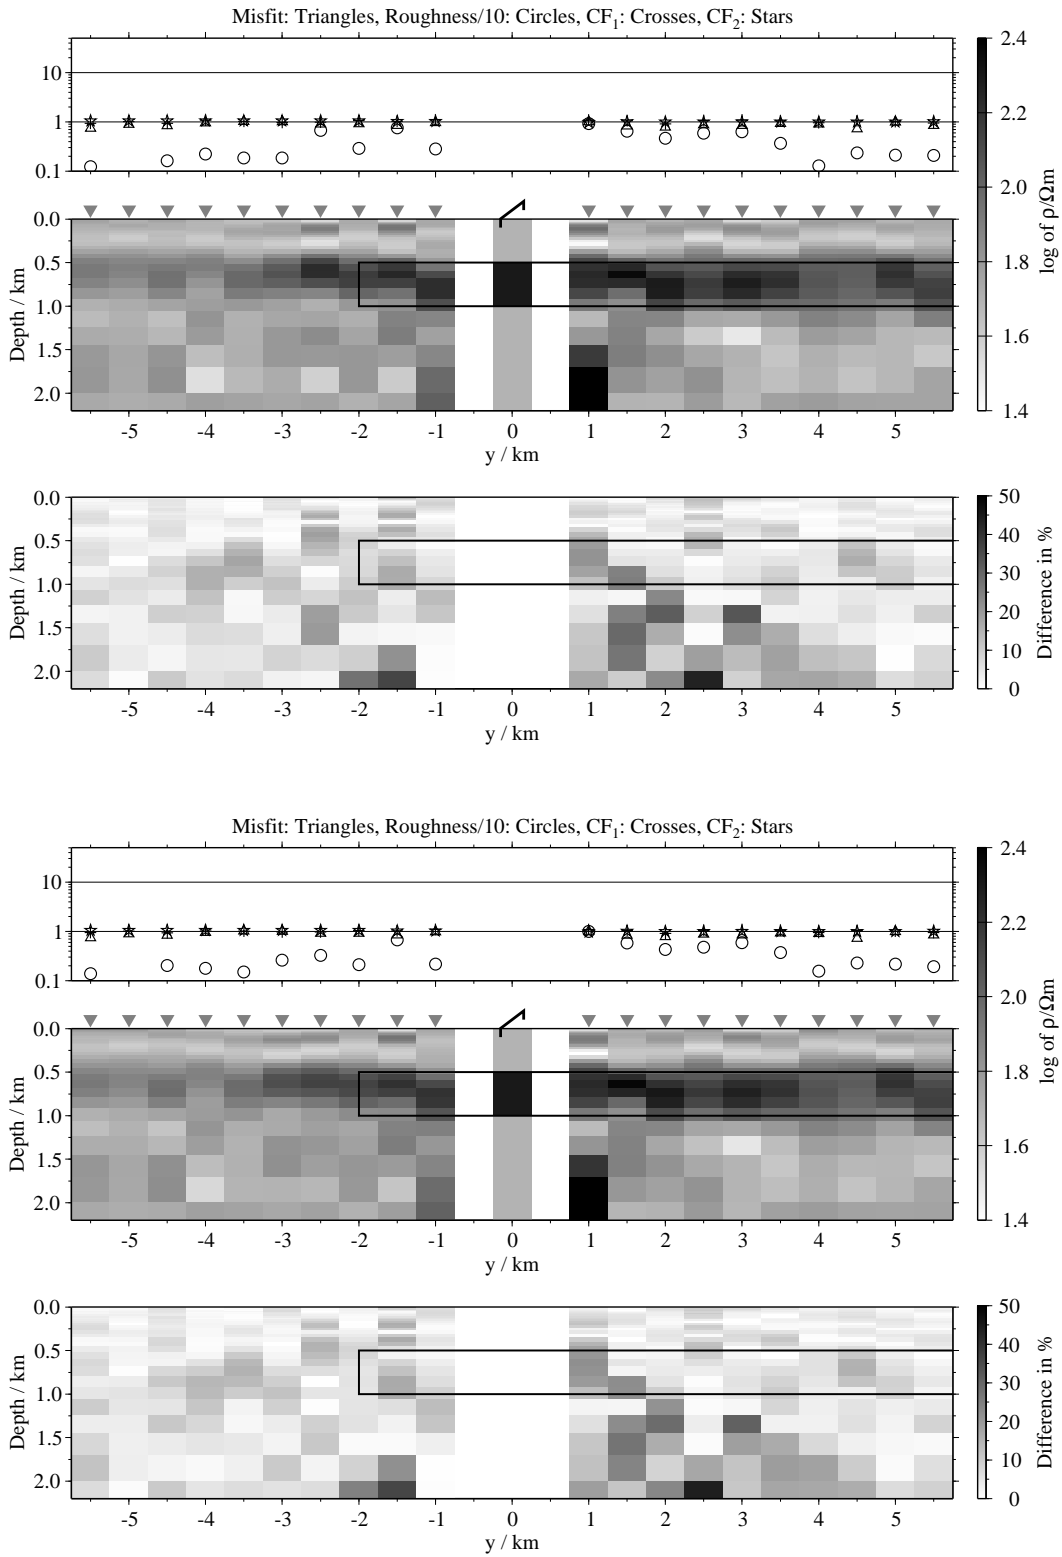 Misfit: Triangles, Roughness/10: Circles, CF1: Crosses, CF2: Stars
10
1
0.1
0.0
0.5
1.0
1.5
2.0
Depth / km
-5 -4 -3 -2 -1 0 1 2 3 4 5
y / km
2.4
2.2
2.0
1.8
1.6
1.4
log of ρ/Ωm
0.0
0.5
1.0
1.5
2.0
Depth / km
-5 -4 -3 -2 -1 0 1 2 3 4 5
y / km
50
40
30
20
10
0
Difference in %
Misfit: Triangles, Roughness/10: Circles, CF1: Crosses, CF2: Stars
10
1
0.1
0.0
0.5
1.0
1.5
2.0
Depth / km
-5 -4 -3 -2 -1 0 1 2 3 4 5
y / km
2.4
2.2
2.0
1.8
1.6
1.4
log of ρ/Ωm
0.0
0.5
1.0
1.5
2.0
Depth / km
-5 -4 -3 -2 -1 0 1 2 3 4 5
y / km
50
40
30
20
10
0
Difference in %